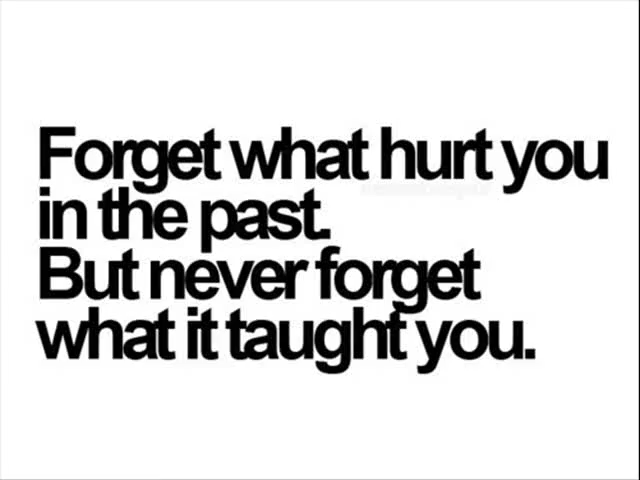 Forget what hurt you
in the past.
But never forget
what it taught you.